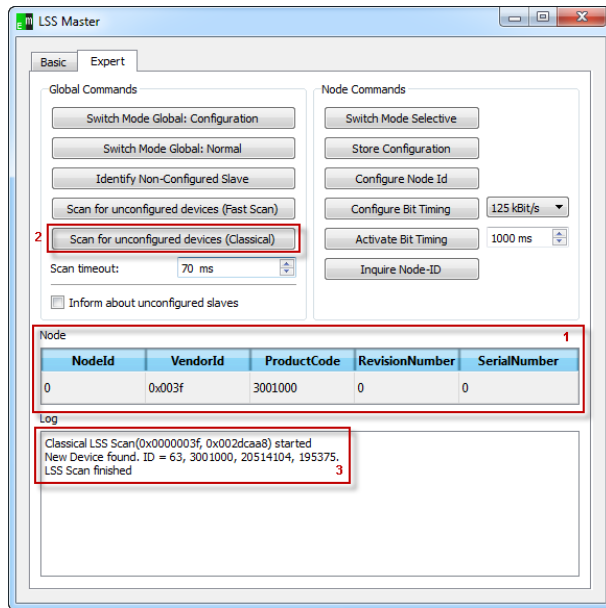 LSS Master
Basic
Expert
Global Commands
Switch Mode Global: Configuration
Switch Mode Global: Normal
Identify Non-Configured Slave
Scan for unconfigured devices (Fast Scan)
2
Scan for unconfigured devices (Classical)
Scan timeout: 70 ms
Inform about unconfigured slaves
Node Commands
Switch Mode Selective
Store Configuration
Configure Node Id
Configure Bit Timing 125 kBit/s
Activate Bit Timing 1000 ms
Inquire Node-ID
Node 1
NodeId VendorId ProductCode RevisionNumber SerialNumber
0 0x003f 3001000 0 0
Log
Classical LSS Scan(0x0000003f, 0x002dcaa8) started
New Device found. ID = 63, 3001000, 20514104, 195375.
LSS Scan finished 3